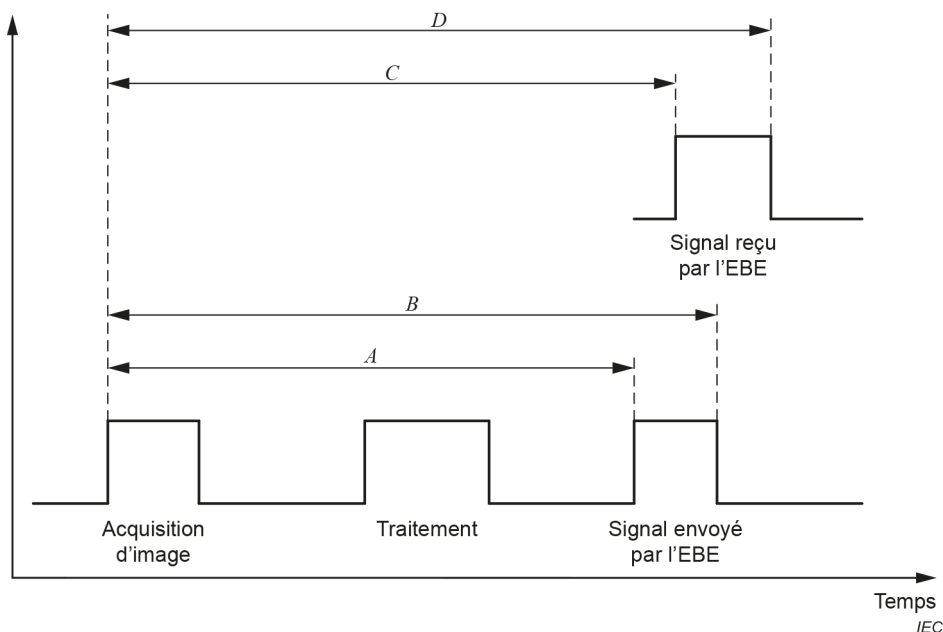 D
C
Signal reçu
par l’EBE
B
A
Acquisition
d’image
Traitement
Signal envoyé
par l’EBE
Temps
IEC